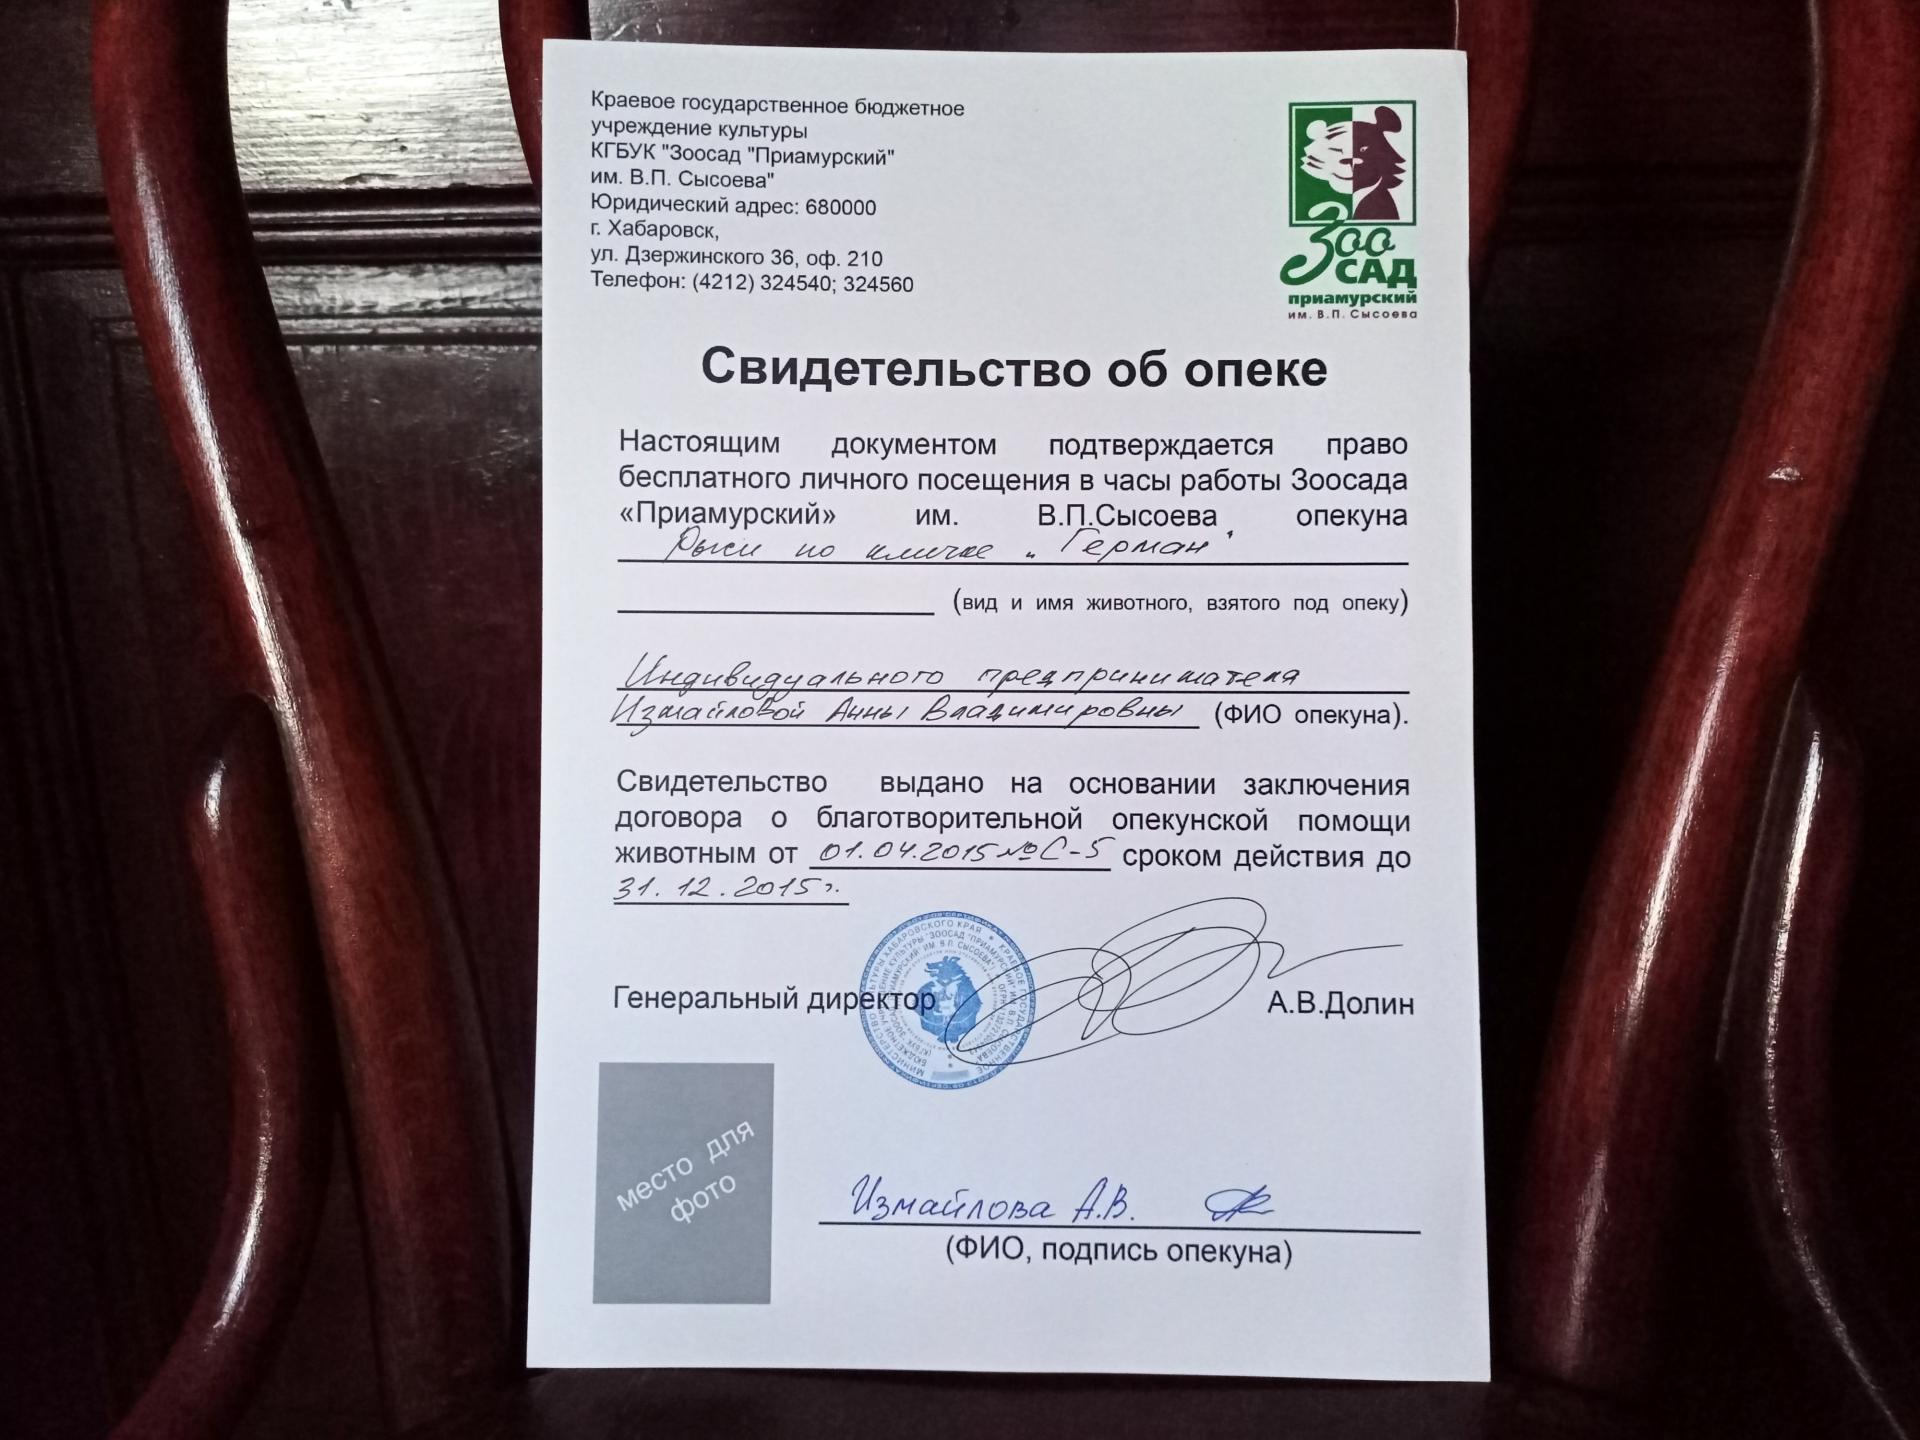 Краевое государственное бюджетное
учреждение культуры
КГБУК "Зоосад "Приамурский"
им. В.П. Сысоева"
Юридический адрес: 680000
г. Хабаровск,
ул. Дзержинского 36, оф. 210
Телефон: (4212) 324540; 324560
Зоо
САД
приамурский
им. В.П. Сысоева
Свидетельство об опеке
Настоящим документом подтверждается право
бесплатного личного посещения в часы работы Зоосада
«Приамурский» им. В.П.Сысоева опекуна
Рыси по кличке „Герман"
(вид и имя животного, взятого под опеку)
Индивидуального предпринимателя
Измайловой Анны Владимировны (ФИО опекуна).
Свидетельство выдано на основании заключения
договора о благотворительной опекунской помощи
животным от 01.04.2015 №С-5 сроком действия до
31.12.2015г.
Генеральный директор А.В.Долин
место для
фото
Измайлова А.В.
(ФИО, подпись опекуна)